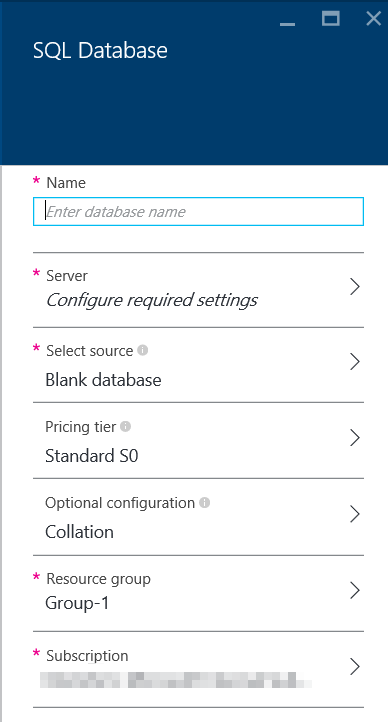 SQL Database
* Name
Enter database name
* Server
Configure required settings
* Select source
Blank database
Pricing tier
Standard S0
Optional configuration
Collation
* Resource group
Group-1
* Subscription